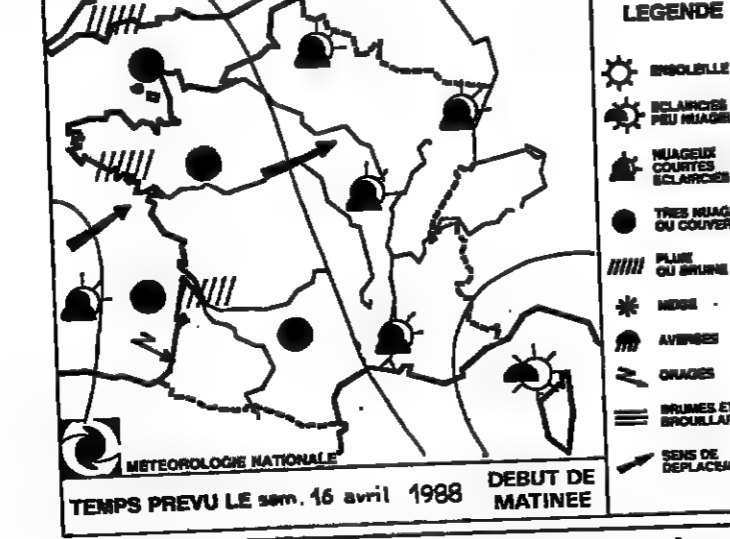 LEGENDE
ENSOLEILLE
ECLAIRCIES
PEU NUAGE
NUAGEUX
COURTES
ECLAIRCIES
TRES NUAG
OU COUVER
PLUIE
OU BRUINE
NEIGE
AVERSES
ORAGES
BRUMES ET
BROUILLAR
SENS DE
DEPLACEM
METEOROLOGIE NATIONALE
TEMPS PREVU LE sam. 16 avril 1988
DEBUT DE
MATINEE